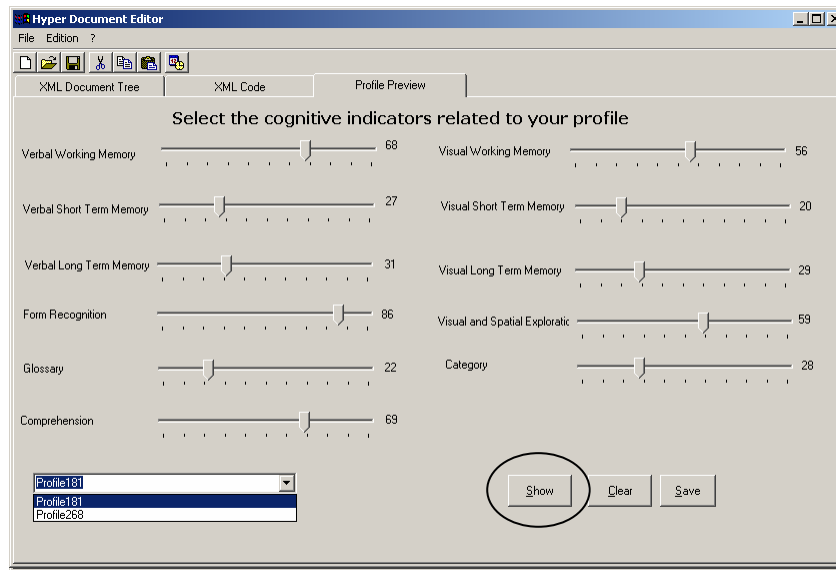 Hyper Document Editor
File Edition ?
XML Document Tree XML Code Profile Preview
Select the cognitive indicators related to your profile
Verbal Working Memory 68 Visual Working Memory 56
Verbal Short Term Memory 27 Visual Short Term Memory 20
Verbal Long Term Memory 31 Visual Long Term Memory 29
Form Recognition 86 Visual and Spatial Exploratic 59
Glossary 22 Category 28
Comprehension 69
Profile181 Show Clear Save
Profile181
Profile268